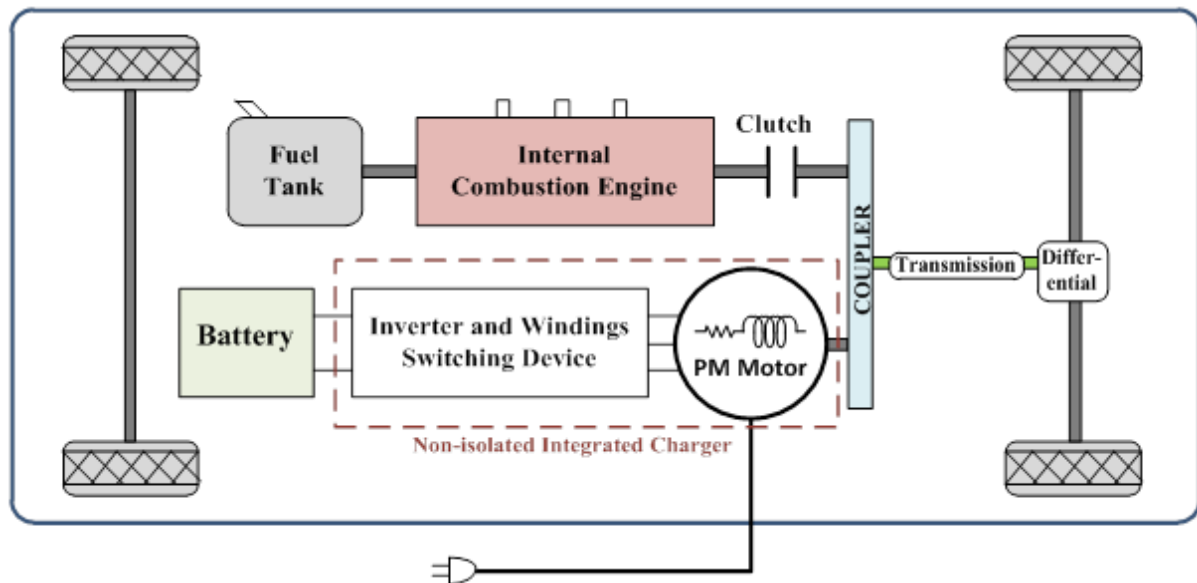 Clutch
Fuel
Tank
Internal
Combustion Engine
COUPLER
Transmission
Differ-
ential
Battery
Inverter and Windings
Switching Device
PM Motor
Non-isolated Integrated Charger